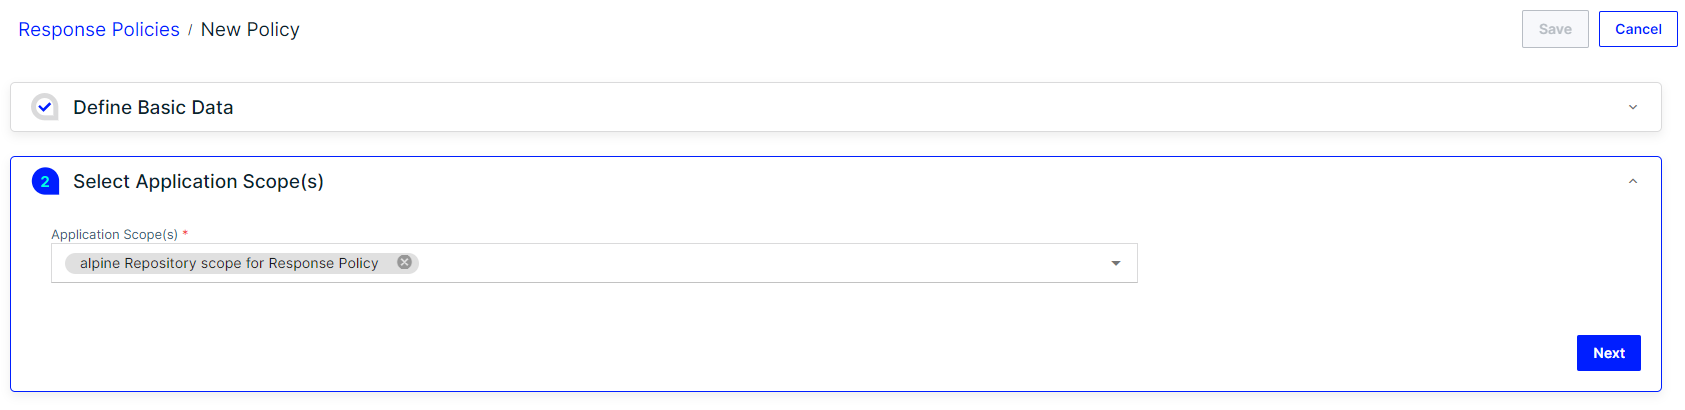 Response Policies / New Policy
Save
Cancel
Define Basic Data
2 Select Application Scope(s)
Application Scope(s) *
alpine Repository scope for Response Policy
Next